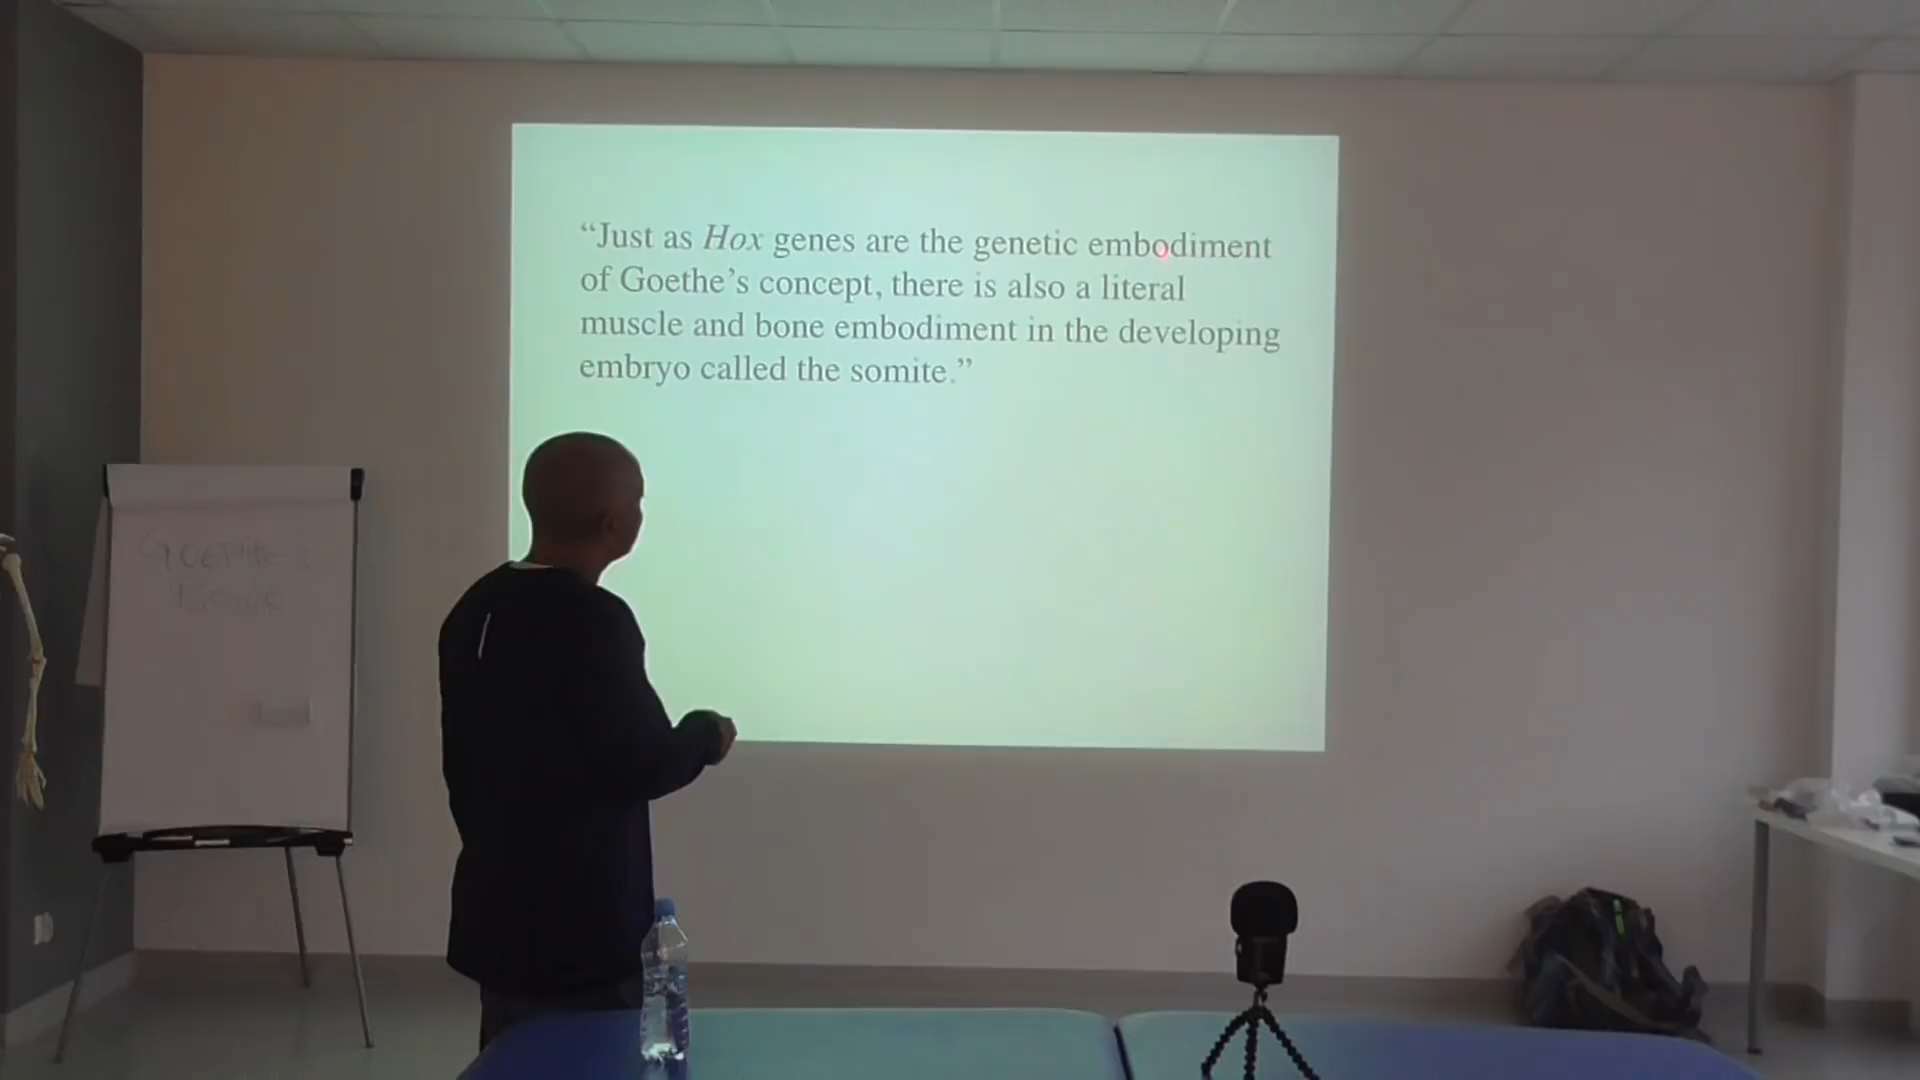 “Just as Hox genes are the genetic embodiment
of Goethe’s concept, there is also a literal
muscle and bone embodiment in the developing
embryo called the somite.”